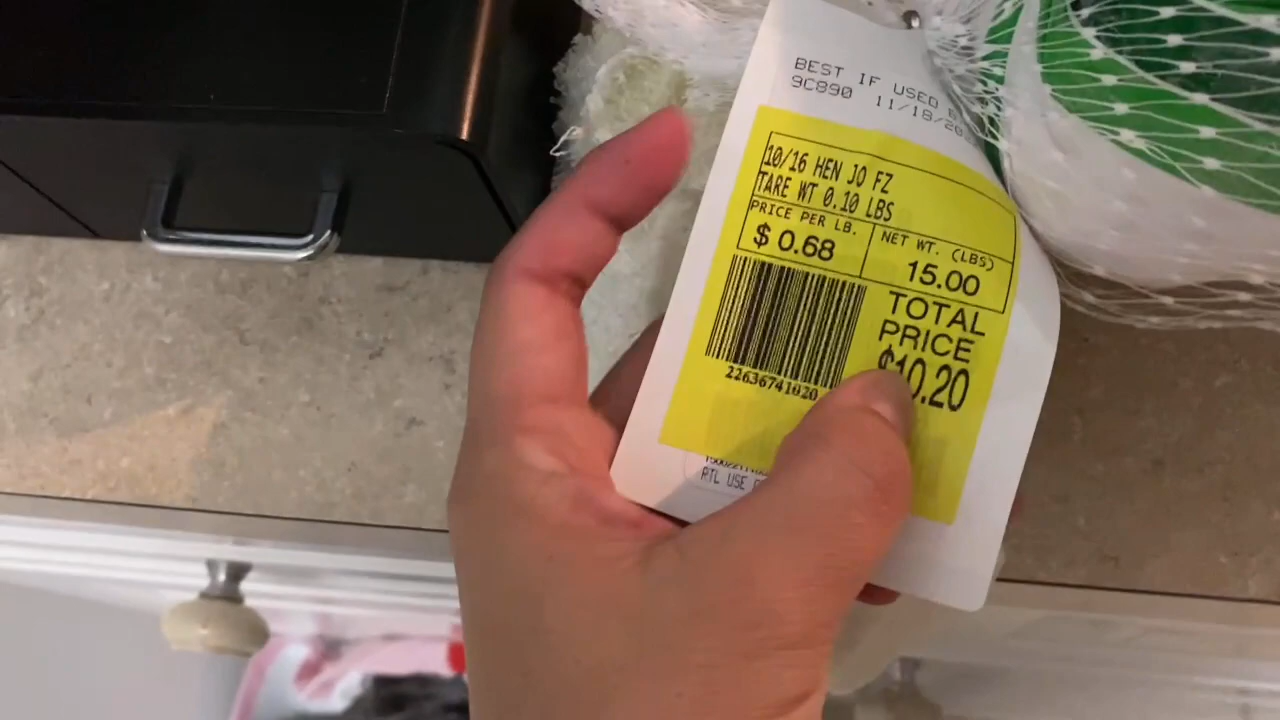 BEST IF USED
9C890 11/18/20
10/16 HEN JO FZ
TARE WT 0.10 LBS
PRICE PER LB.
$ 0.68
NET WT. (LBS)
15.00
TOTAL
PRICE
$10.20
22636741020
RTL USE